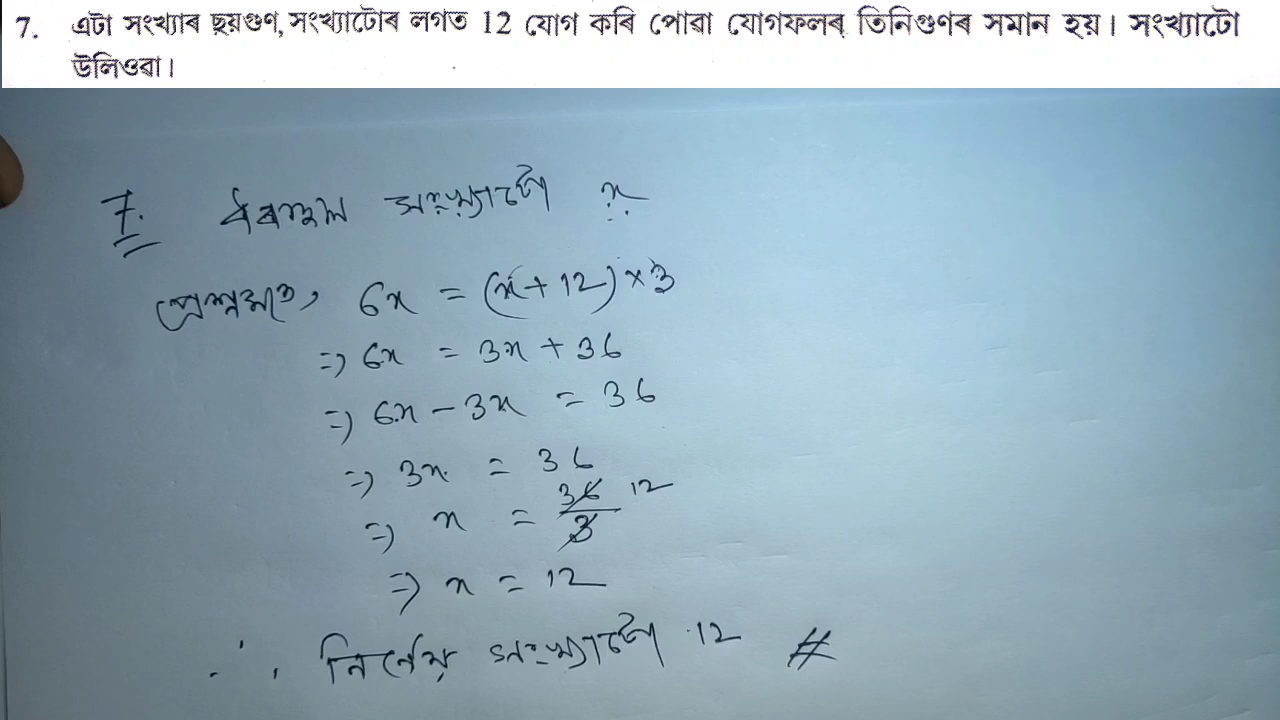 7. এটা সংখ্যাৰ ছয়গুণ, সংখ্যাটোৰ লগত 12 যোগ কৰি পোৱা যোগফলৰ তিনিগুণৰ সমান হয়। সংখ্যাটো
উলিওৱা।
7. ধৰাহ'ল সংখ্যাটো x
প্ৰশ্নমতে, 6x = (x + 12) × 3
=> 6x = 3x + 36
=> 6x - 3x = 36
=> 3x = 36
=> x = 36/3 12
=> x = 12
∴ নিৰ্ণেয় সংখ্যাটো 12 #